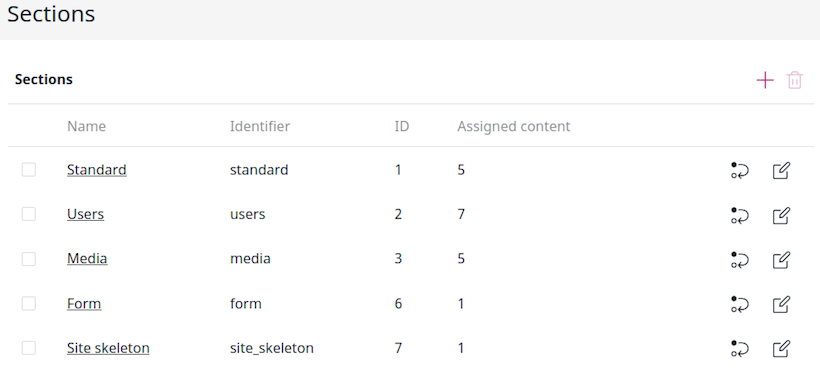 Sections
Sections
Name Identifier ID Assigned content
Standard standard 1 5
Users users 2 7
Media media 3 5
Form form 6 1
Site skeleton site_skeleton 7 1